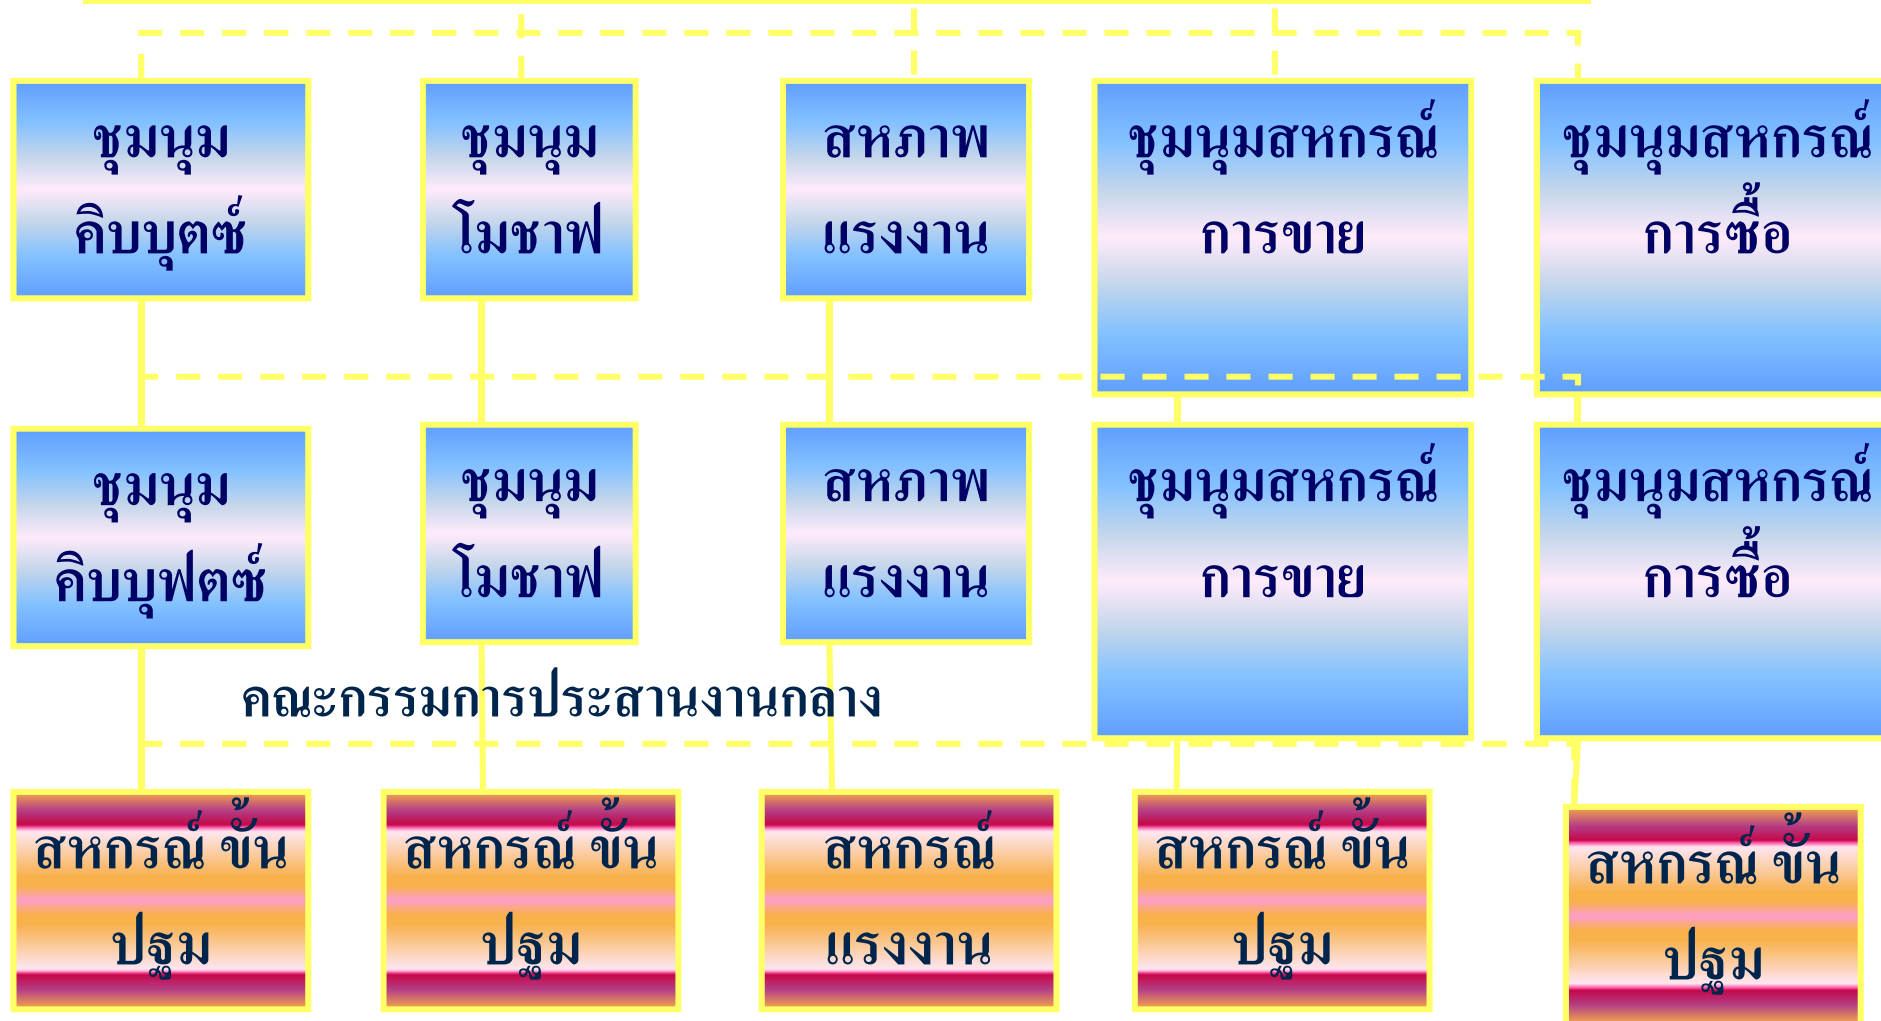 ชุมนุม
คิบบุตซ์
ชุมนุม
โมชาฟ
สหภาพ
แรงงาน
ชุมนุมสหกรณ์
การขาย
ชุมนุมสหกรณ์
การซื้อ
ชุมนุม
คิบบุฟตซ์
ชุมนุม
โมชาฟ
สหภาพ
แรงงาน
ชุมนุมสหกรณ์
การขาย
ชุมนุมสหกรณ์
การซื้อ
คณะกรรมการประสานงานกลาง
สหกรณ์ ขั้น
ปฐม
สหกรณ์ ขั้น
ปฐม
สหกรณ์
แรงงาน
สหกรณ์ ขั้น
ปฐม
สหกรณ์ ขั้น
ปฐม